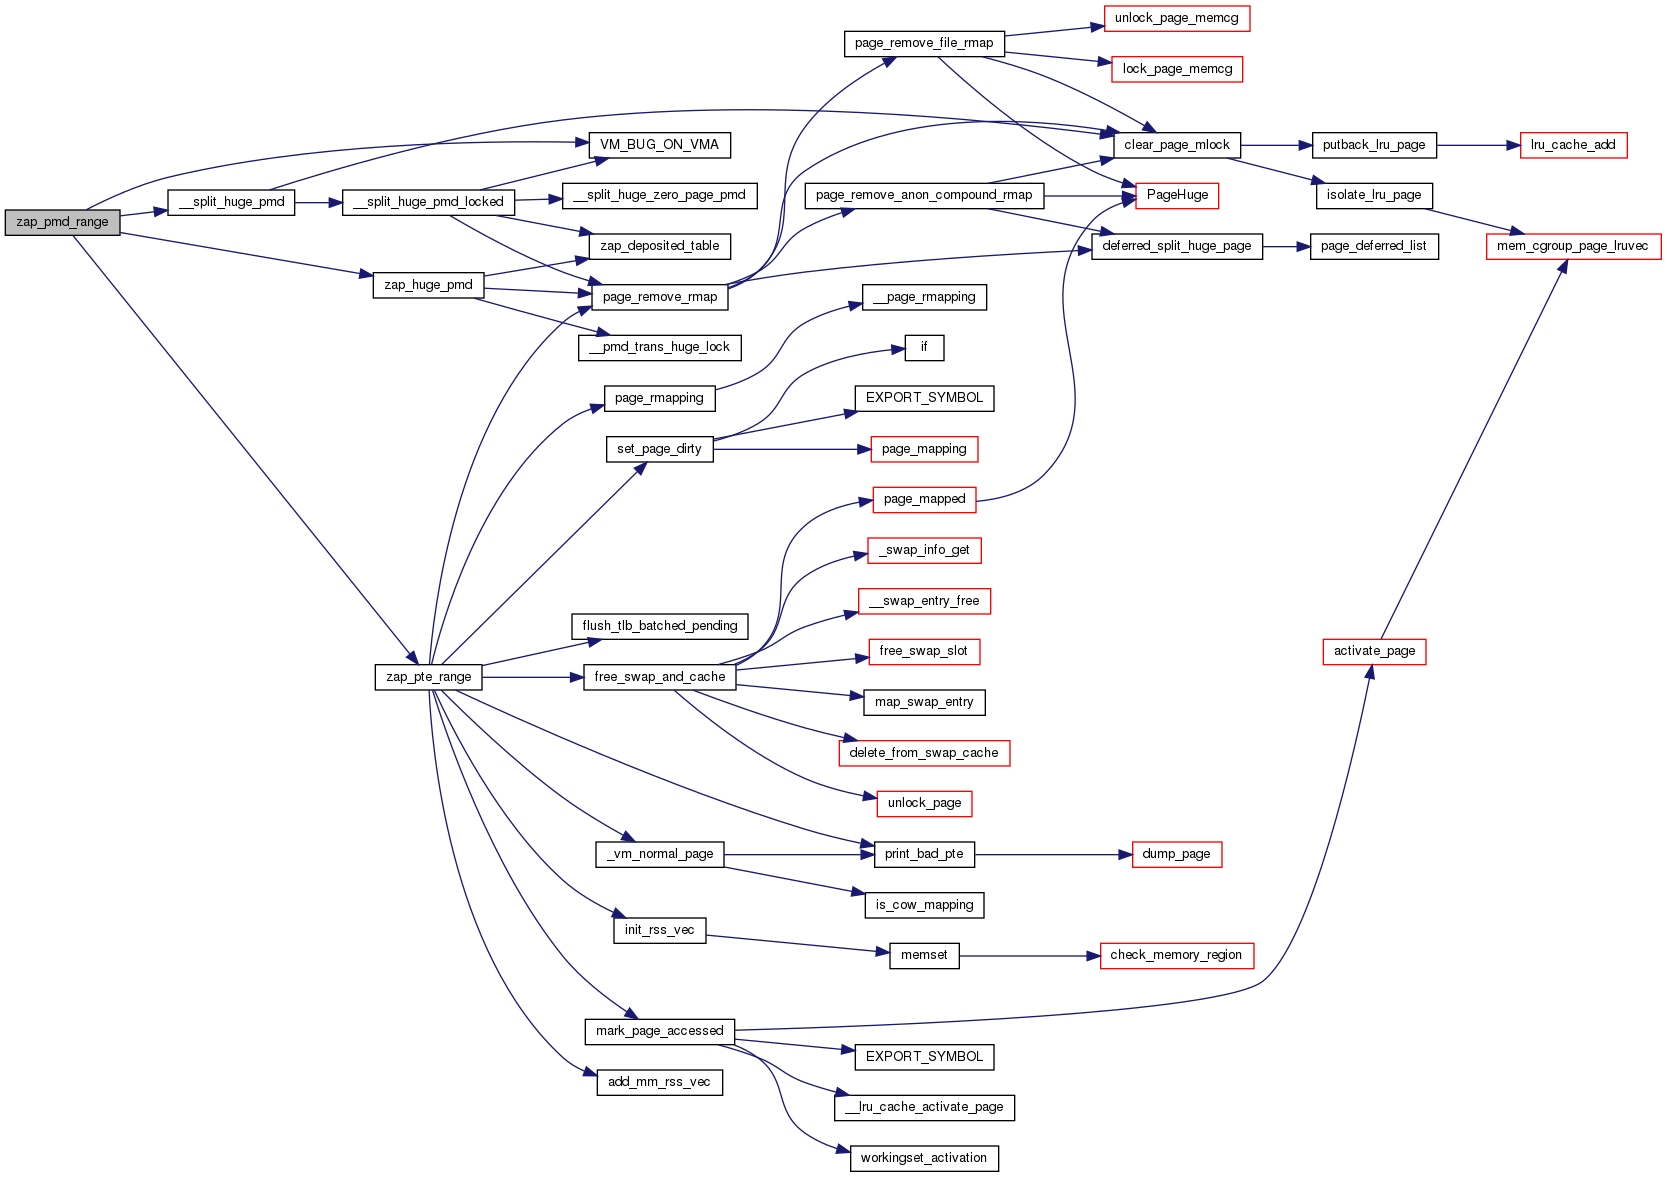 unlock_page_memcg
page_remove_file_rmap
lock_page_memcg
VM_BUG_ON_VMA
clear_page_mlock
putback_lru_page
lru_cache_add
zap_pmd_range
__split_huge_pmd
__split_huge_pmd_locked
__split_huge_zero_page_pmd
page_remove_anon_compound_rmap
PageHuge
isolate_lru_page
zap_deposited_table
deferred_split_huge_page
page_deferred_list
mem_cgroup_page_lruvec
zap_huge_pmd
page_remove_rmap
__page_rmapping
__pmd_trans_huge_lock
if
page_rmapping
EXPORT_SYMBOL
set_page_dirty
page_mapping
page_mapped
_swap_info_get
__swap_entry_free
flush_tlb_batched_pending
free_swap_slot
activate_page
zap_pte_range
free_swap_and_cache
map_swap_entry
delete_from_swap_cache
unlock_page
_vm_normal_page
print_bad_pte
dump_page
is_cow_mapping
init_rss_vec
memset
check_memory_region
mark_page_accessed
EXPORT_SYMBOL
add_mm_rss_vec
__lru_cache_activate_page
workingset_activation